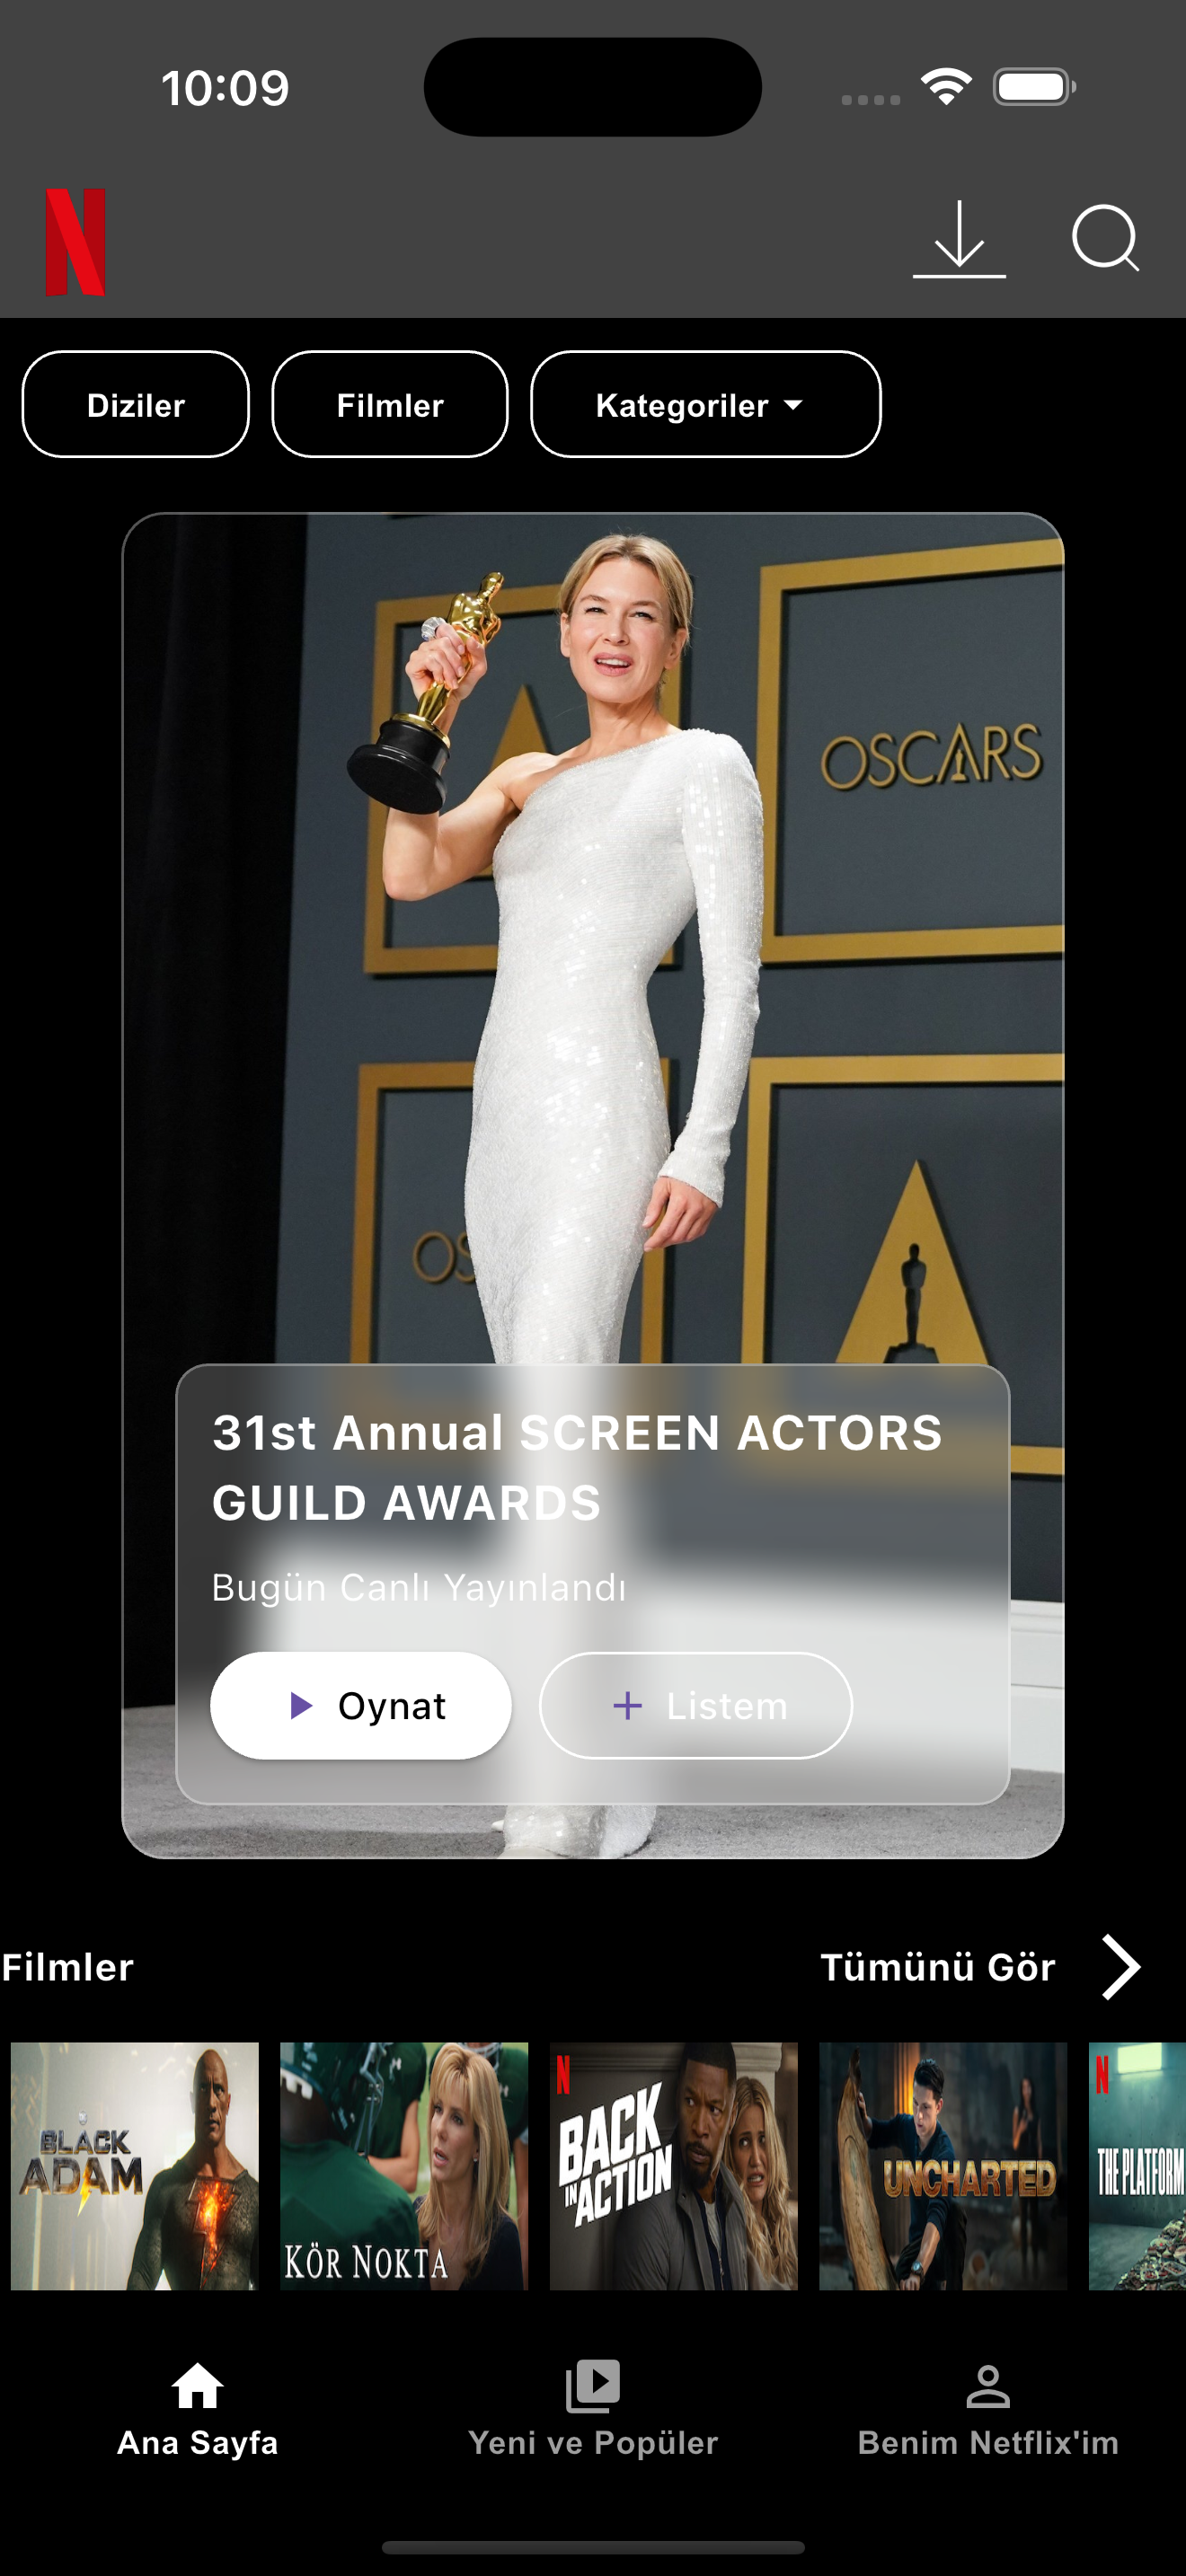 10:09
N
Diziler Filmler Kategoriler
OSCARS
OS
31st Annual SCREEN ACTORS
GUILD AWARDS
Bugün Canlı Yayınlandı
Oynat Listem
Filmler Tümünü Gör
BLACK
ADAM
KÖR NOKTA
N
BACK
IN ACTION
UNCHARTED
N
THE PLATFORM
Ana Sayfa Yeni ve Popüler Benim Netflix'im